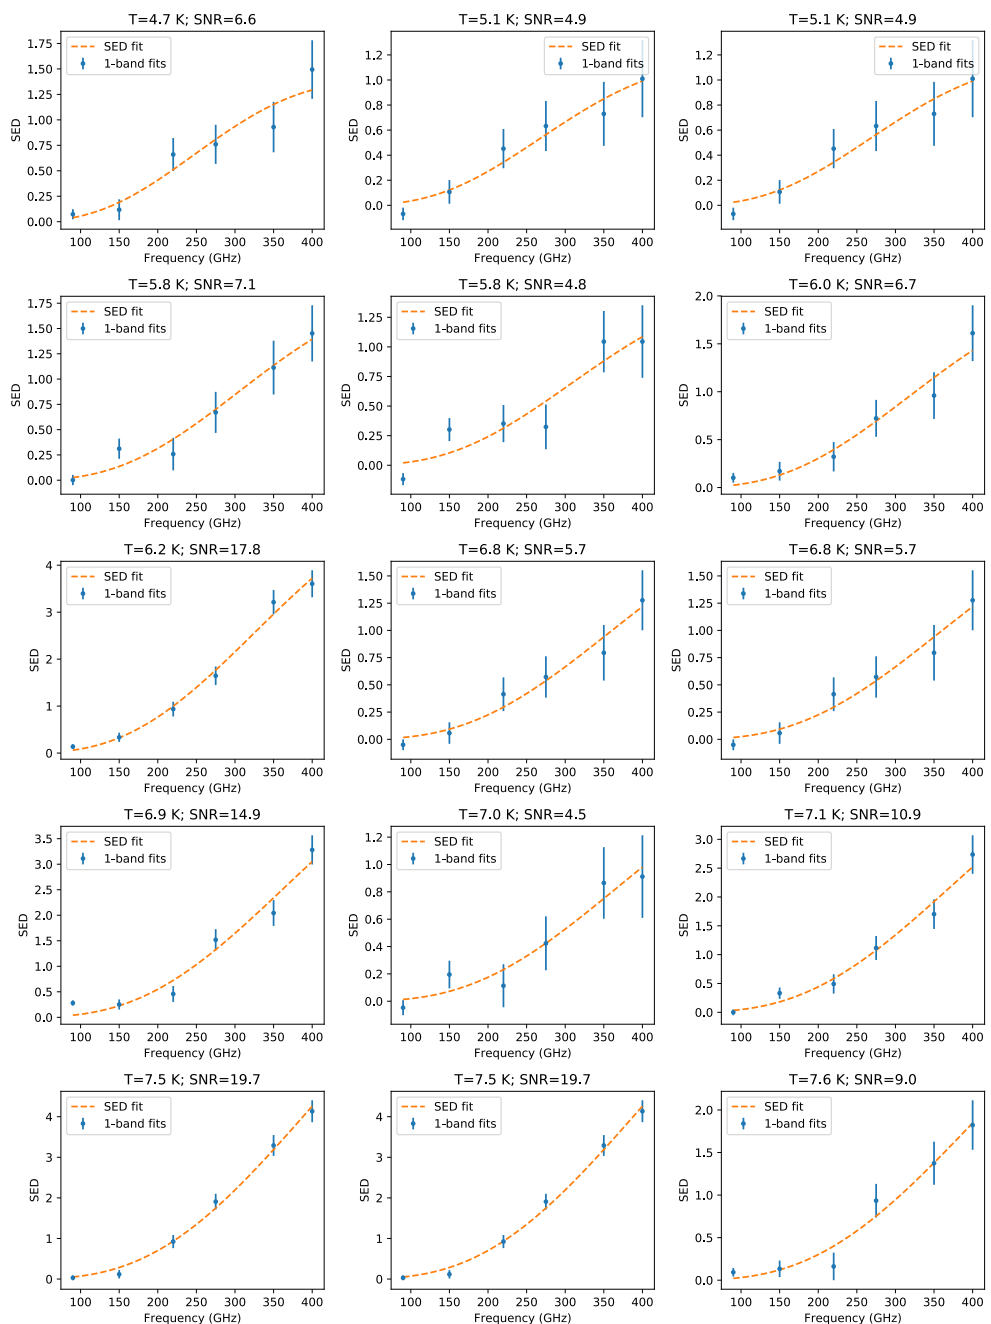 T=4.7 K; SNR=6.6
SED fit
1-band fits
SED
1.75
1.50
1.25
1.00
0.75
0.50
0.25
0.00
100 150 200 250 300 350 400
Frequency (GHz)
T=5.1 K; SNR=4.9
SED fit
1-band fits
SED
1.2
1.0
0.8
0.6
0.4
0.2
0.0
100 150 200 250 300 350 400
Frequency (GHz)
T=5.1 K; SNR=4.9
SED fit
1-band fits
SED
1.2
1.0
0.8
0.6
0.4
0.2
0.0
100 150 200 250 300 350 400
Frequency (GHz)
T=5.8 K; SNR=7.1
SED fit
1-band fits
SED
1.75
1.50
1.25
1.00
0.75
0.50
0.25
0.00
100 150 200 250 300 350 400
Frequency (GHz)
T=5.8 K; SNR=4.8
SED fit
1-band fits
SED
1.25
1.00
0.75
0.50
0.25
0.00
100 150 200 250 300 350 400
Frequency (GHz)
T=6.0 K; SNR=6.7
SED fit
1-band fits
SED
2.0
1.5
1.0
0.5
0.0
100 150 200 250 300 350 400
Frequency (GHz)
T=6.2 K; SNR=17.8
SED fit
1-band fits
SED
4
3
2
1
0
100 150 200 250 300 350 400
Frequency (GHz)
T=6.8 K; SNR=5.7
SED fit
1-band fits
SED
1.50
1.25
1.00
0.75
0.50
0.25
0.00
100 150 200 250 300 350 400
Frequency (GHz)
T=6.8 K; SNR=5.7
SED fit
1-band fits
SED
1.50
1.25
1.00
0.75
0.50
0.25
0.00
100 150 200 250 300 350 400
Frequency (GHz)
T=6.9 K; SNR=14.9
SED fit
1-band fits
SED
3.5
3.0
2.5
2.0
1.5
1.0
0.5
0.0
100 150 200 250 300 350 400
Frequency (GHz)
T=7.0 K; SNR=4.5
SED fit
1-band fits
SED
1.2
1.0
0.8
0.6
0.4
0.2
0.0
100 150 200 250 300 350 400
Frequency (GHz)
T=7.1 K; SNR=10.9
SED fit
1-band fits
SED
3.0
2.5
2.0
1.5
1.0
0.5
0.0
100 150 200 250 300 350 400
Frequency (GHz)
T=7.5 K; SNR=19.7
SED fit
1-band fits
SED
4
3
2
1
0
100 150 200 250 300 350 400
Frequency (GHz)
T=7.5 K; SNR=19.7
SED fit
1-band fits
SED
4
3
2
1
0
100 150 200 250 300 350 400
Frequency (GHz)
T=7.6 K; SNR=9.0
SED fit
1-band fits
SED
2.0
1.5
1.0
0.5
0.0
100 150 200 250 300 350 400
Frequency (GHz)